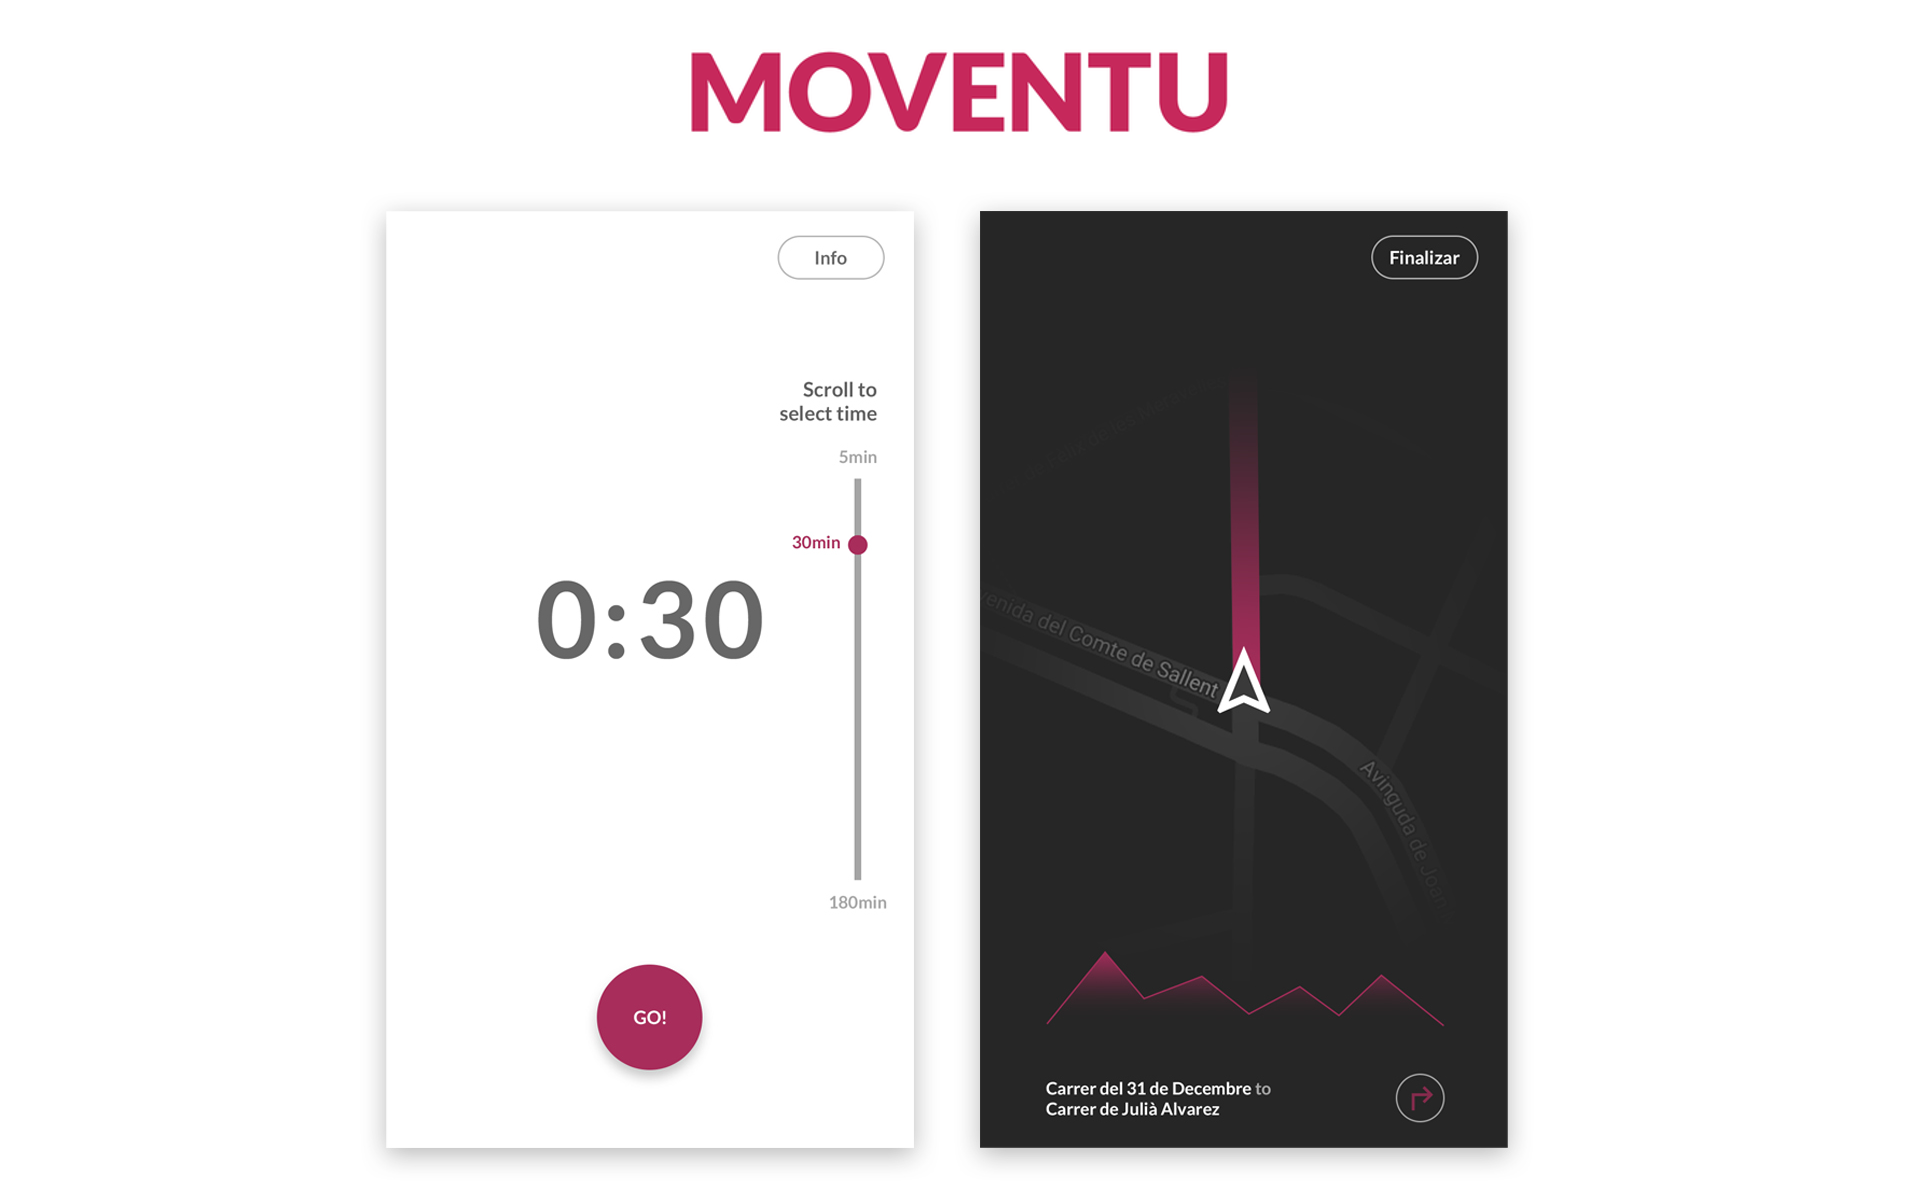 MOVENTU
Info
Scroll to
select time
5min
30min
0:30
180min
GO!
Finalizar
venida del Comte de Sallent
Avinguda de Joan
Carrer del 31 de Decembre to
Carrer de Julià Alvarez